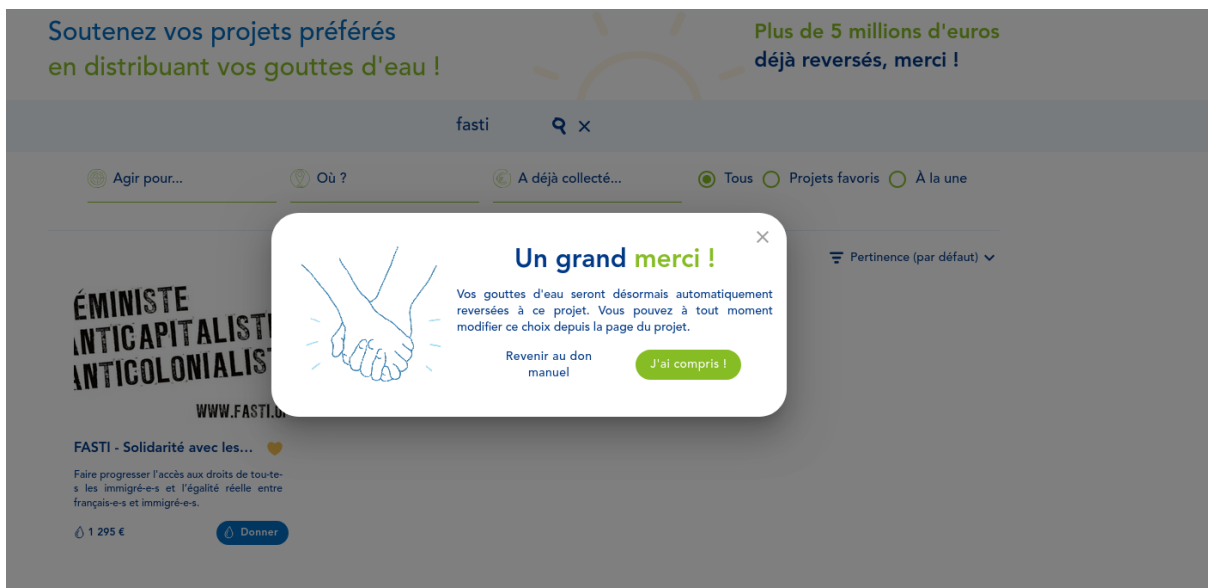 Soutenez vos projets préférés
en distribuant vos gouttes d'eau !
Plus de 5 millions d'euros
déjà reversés, merci !
fasti
Agir pour...
Où ?
A déjà collecté...
Tous
Projets favoris
À la une
Pertinence (par défaut)
Un grand merci !
Vos gouttes d'eau seront désormais automatiquement
reversées à ce projet. Vous pouvez à tout moment
modifier ce choix depuis la page du projet.
Revenir au don
manuel
J'ai compris !
ÉMINISTE
NTICAPITALIST
NTICOLONIALIS
WWW.FASTI.O
FASTI - Solidarité avec les...
Faire progresser l'accès aux droits de tou-te-
s les immigré-e-s et l'égalité réelle entre
français-e-s et immigré-e-s.
1 295 €
Donner